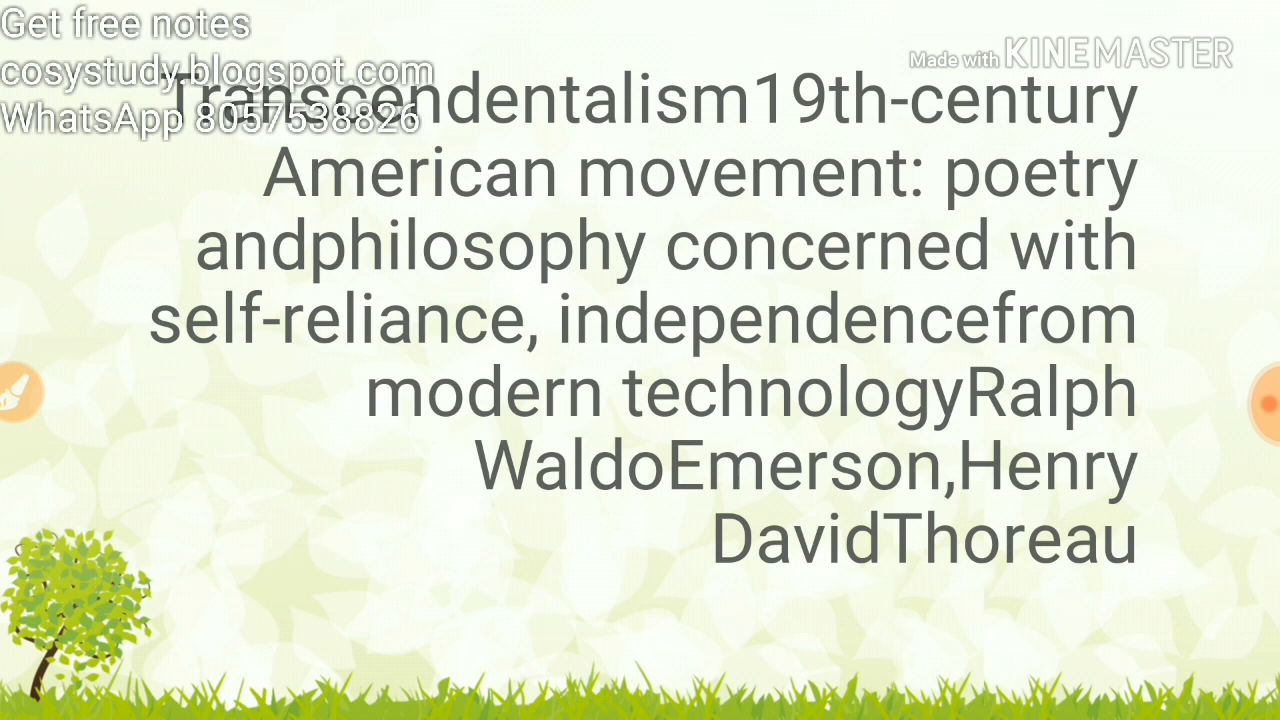 Get free notes
cosystudy.blogspot.com
WhatsApp 8057538826
Made with KINEMASTER
Transcendentalism19th-century
American movement: poetry
andphilosophy concerned with
self-reliance, independencefrom
modern technologyRalph
WaldoEmerson,Henry
DavidThoreau